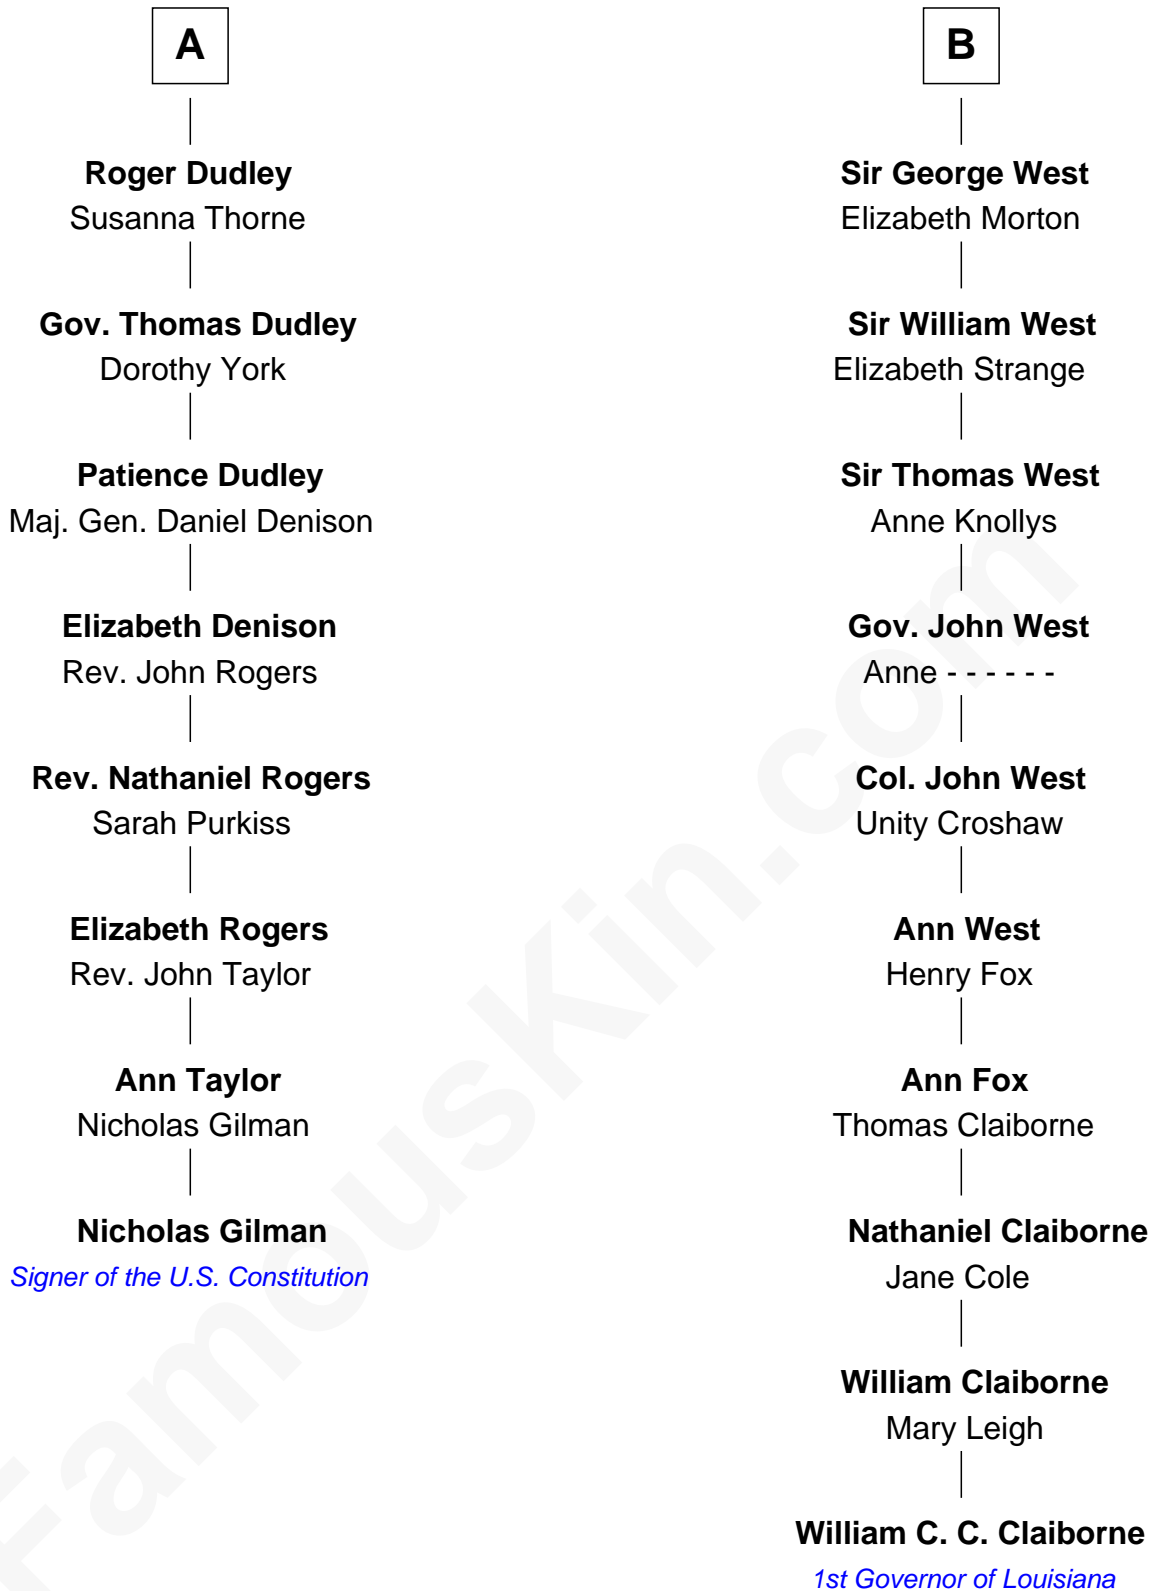 A
Roger Dudley
Susanna Thorne
Gov. Thomas Dudley
Dorothy York
Patience Dudley
Maj. Gen. Daniel Denison
Elizabeth Denison
Rev. John Rogers
Rev. Nathaniel Rogers
Sarah Purkiss
Elizabeth Rogers
Rev. John Taylor
Ann Taylor
Nicholas Gilman
Nicholas Gilman
Signer of the U.S. Constitution
B
Sir George West
Elizabeth Morton
Sir William West
Elizabeth Strange
Sir Thomas West
Anne Knollys
Gov. John West
Anne - - - - - -
Col. John West
Unity Croshaw
Ann West
Henry Fox
Ann Fox
Thomas Claiborne
Nathaniel Claiborne
Jane Cole
William Claiborne
Mary Leigh
William C. C. Claiborne
1st Governor of Louisiana
FamousKin.com